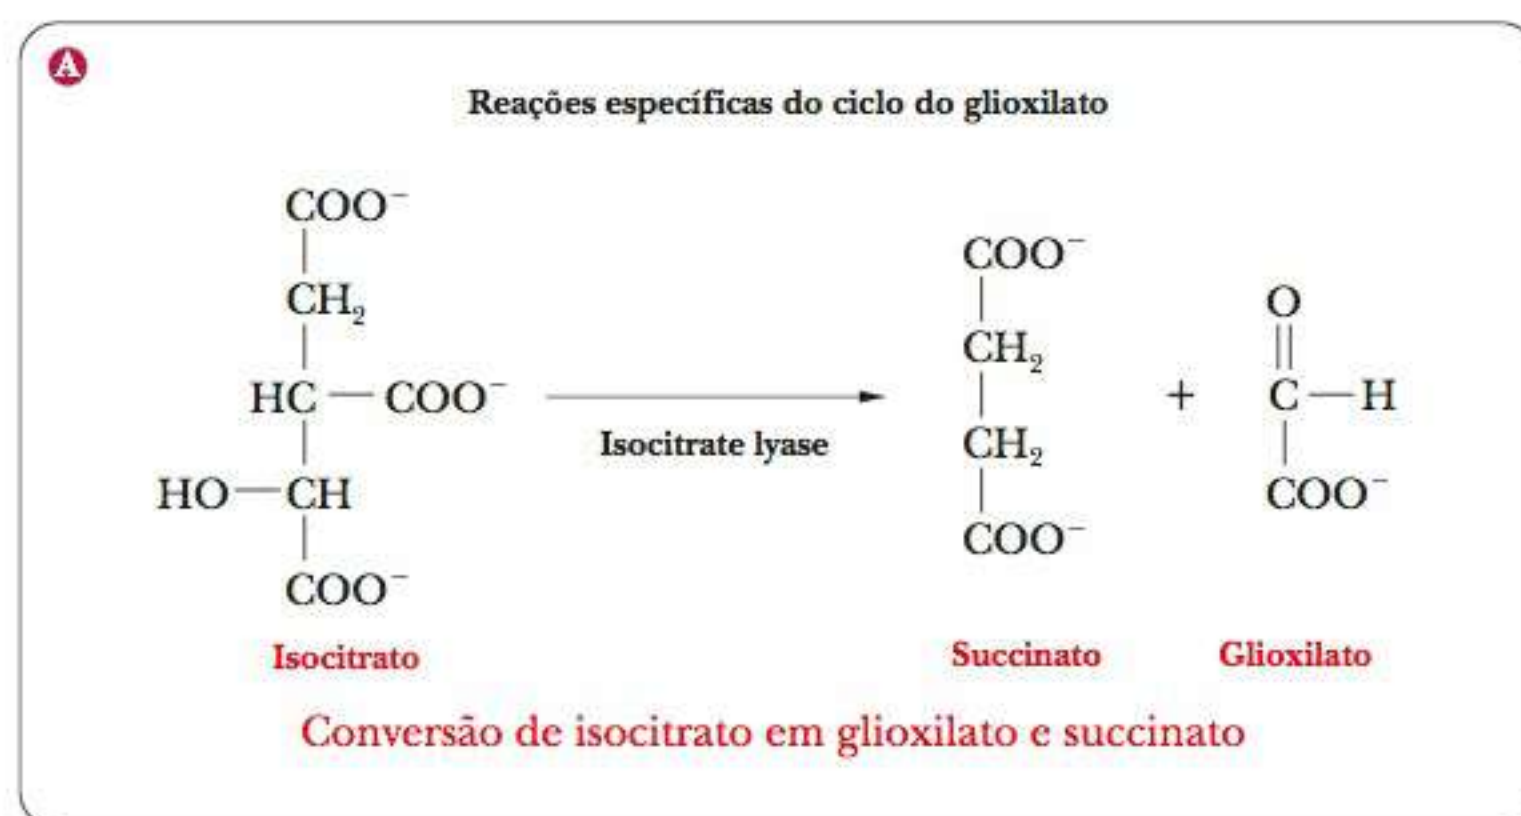 A
Reações específicas do ciclo do glioxilato
COO⁻
CH₂
HC — COO⁻
HO — CH
COO⁻
Isocitrato
Isocitrate lyase
COO⁻
CH₂
CH₂
COO⁻
Succinato
+
O
C — H
COO⁻
Glioxilato
Conversão de isocitrato em glioxilato e succinato